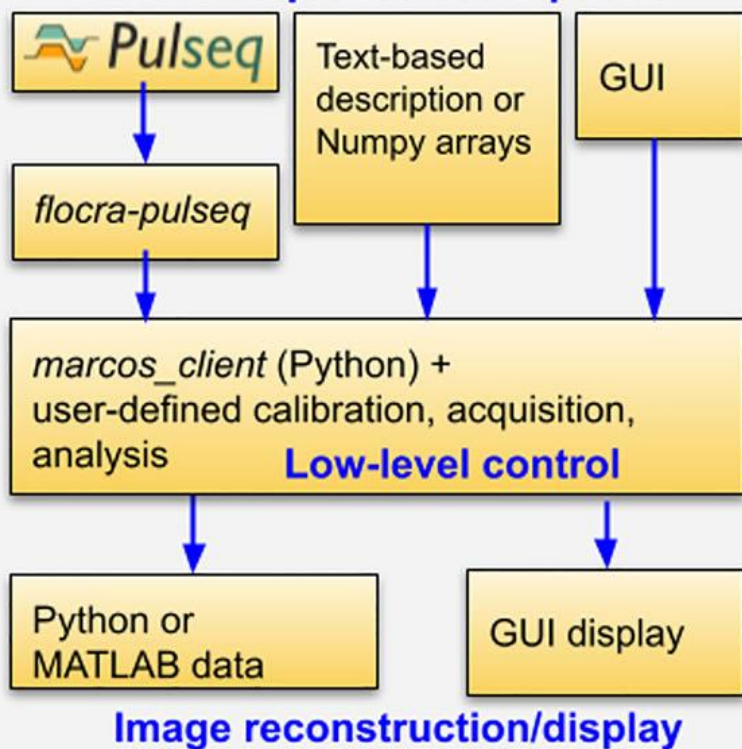 Pulseq
Text-based
description or
Numpy arrays
GUI
flocra-pulseq
marcos_client (Python) +
user-defined calibration, acquisition,
analysis
Low-level control
Python or
MATLAB data
GUI display
Image reconstruction/display